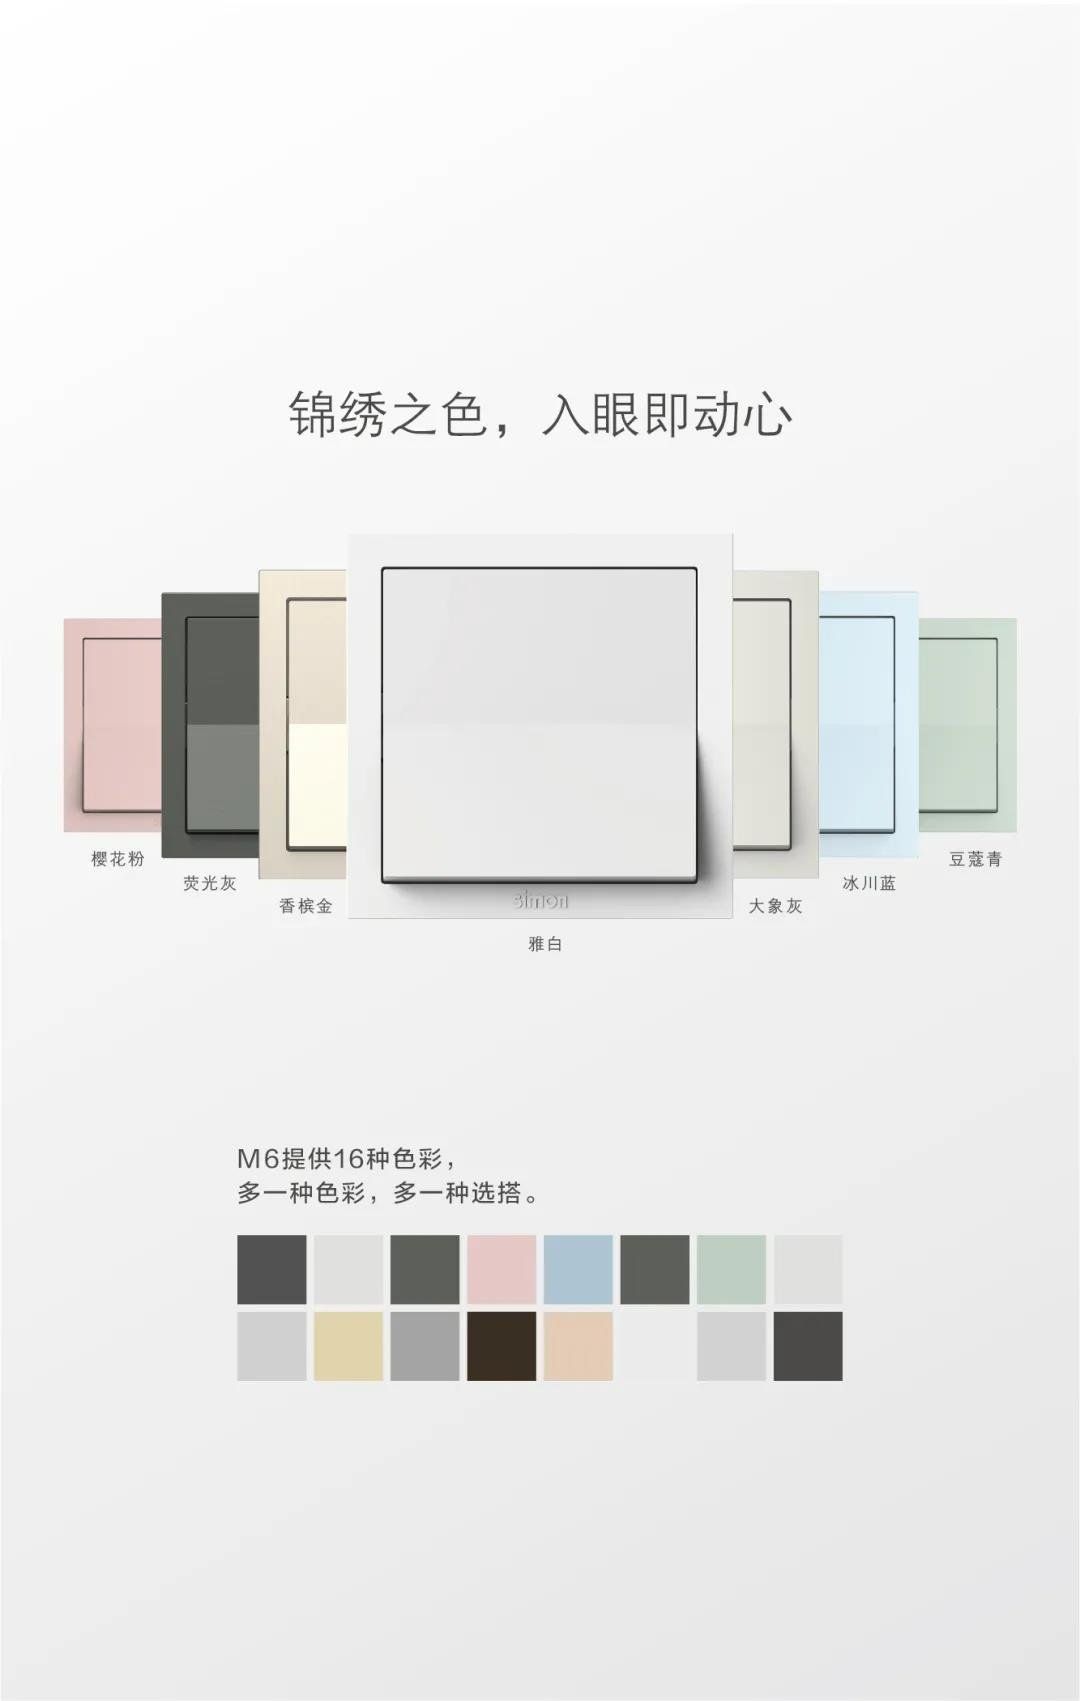 锦绣之色，入眼即动心
simon
樱花粉
荧光灰
香槟金
雅白
大象灰
冰川蓝
豆蔻青
M6提供16种色彩，
多一种色彩，多一种选搭。